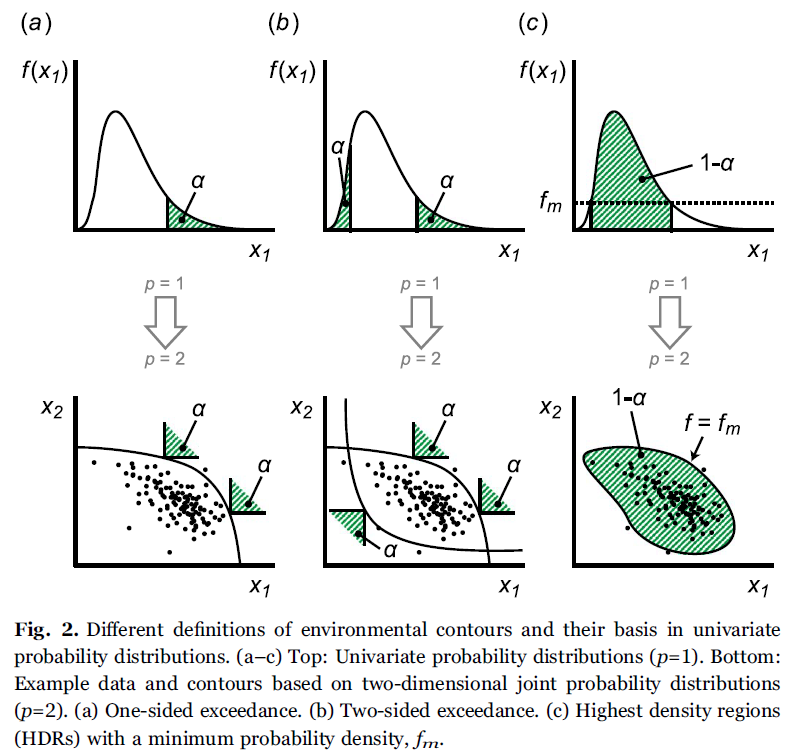 (a)
(b)
(c)
f(x1)
f(x1)
f(x1)
α
α
α
1-α
fm
x1
x1
x1
p = 1
p = 1
p = 1
p = 2
p = 2
p = 2
x2
α
α
x2
α
α
α
x2
1-α
f = fm
x1
x1
x1
Fig. 2. Different definitions of environmental contours and their basis in univariate
probability distributions. (a–c) Top: Univariate probability distributions (p=1). Bottom:
Example data and contours based on two-dimensional joint probability distributions
(p=2). (a) One-sided exceedance. (b) Two-sided exceedance. (c) Highest density regions
(HDRs) with a minimum probability density, fm.